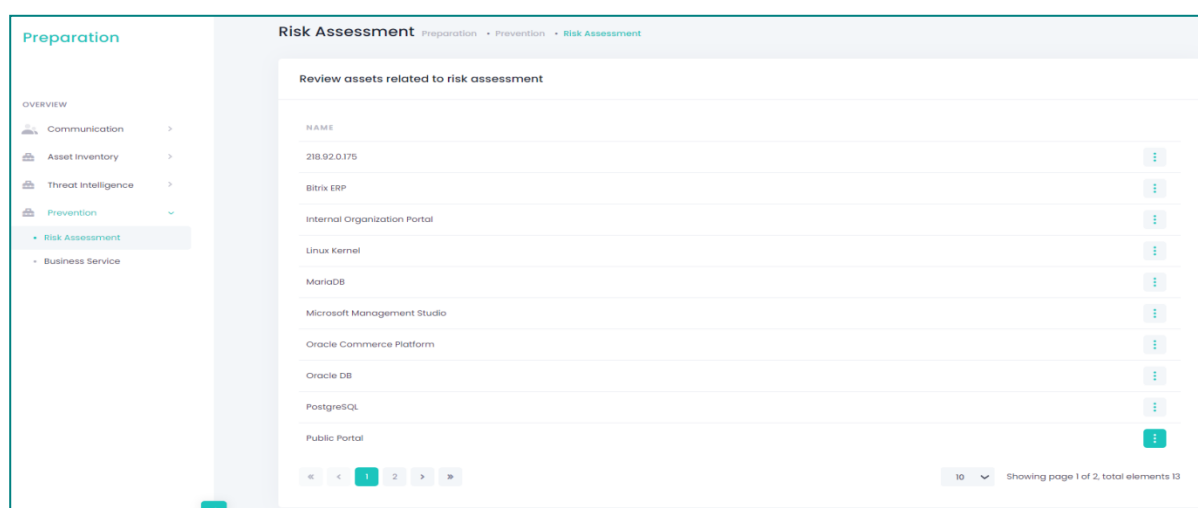 Preparation
OVERVIEW
Communication
Asset Inventory
Threat Intelligence
Prevention
Risk Assessment
Business Service
Risk Assessment Preparation • Prevention • Risk Assessment
Review assets related to risk assessment
NAME
218.92.0.175
Bitrix ERP
Internal Organization Portal
Linux Kernel
MariaDB
Microsoft Management Studio
Oracle Commerce Platform
Oracle DB
PostgreSQL
Public Portal
« < 1 2 > »
10 Showing page 1 of 2, total elements 13